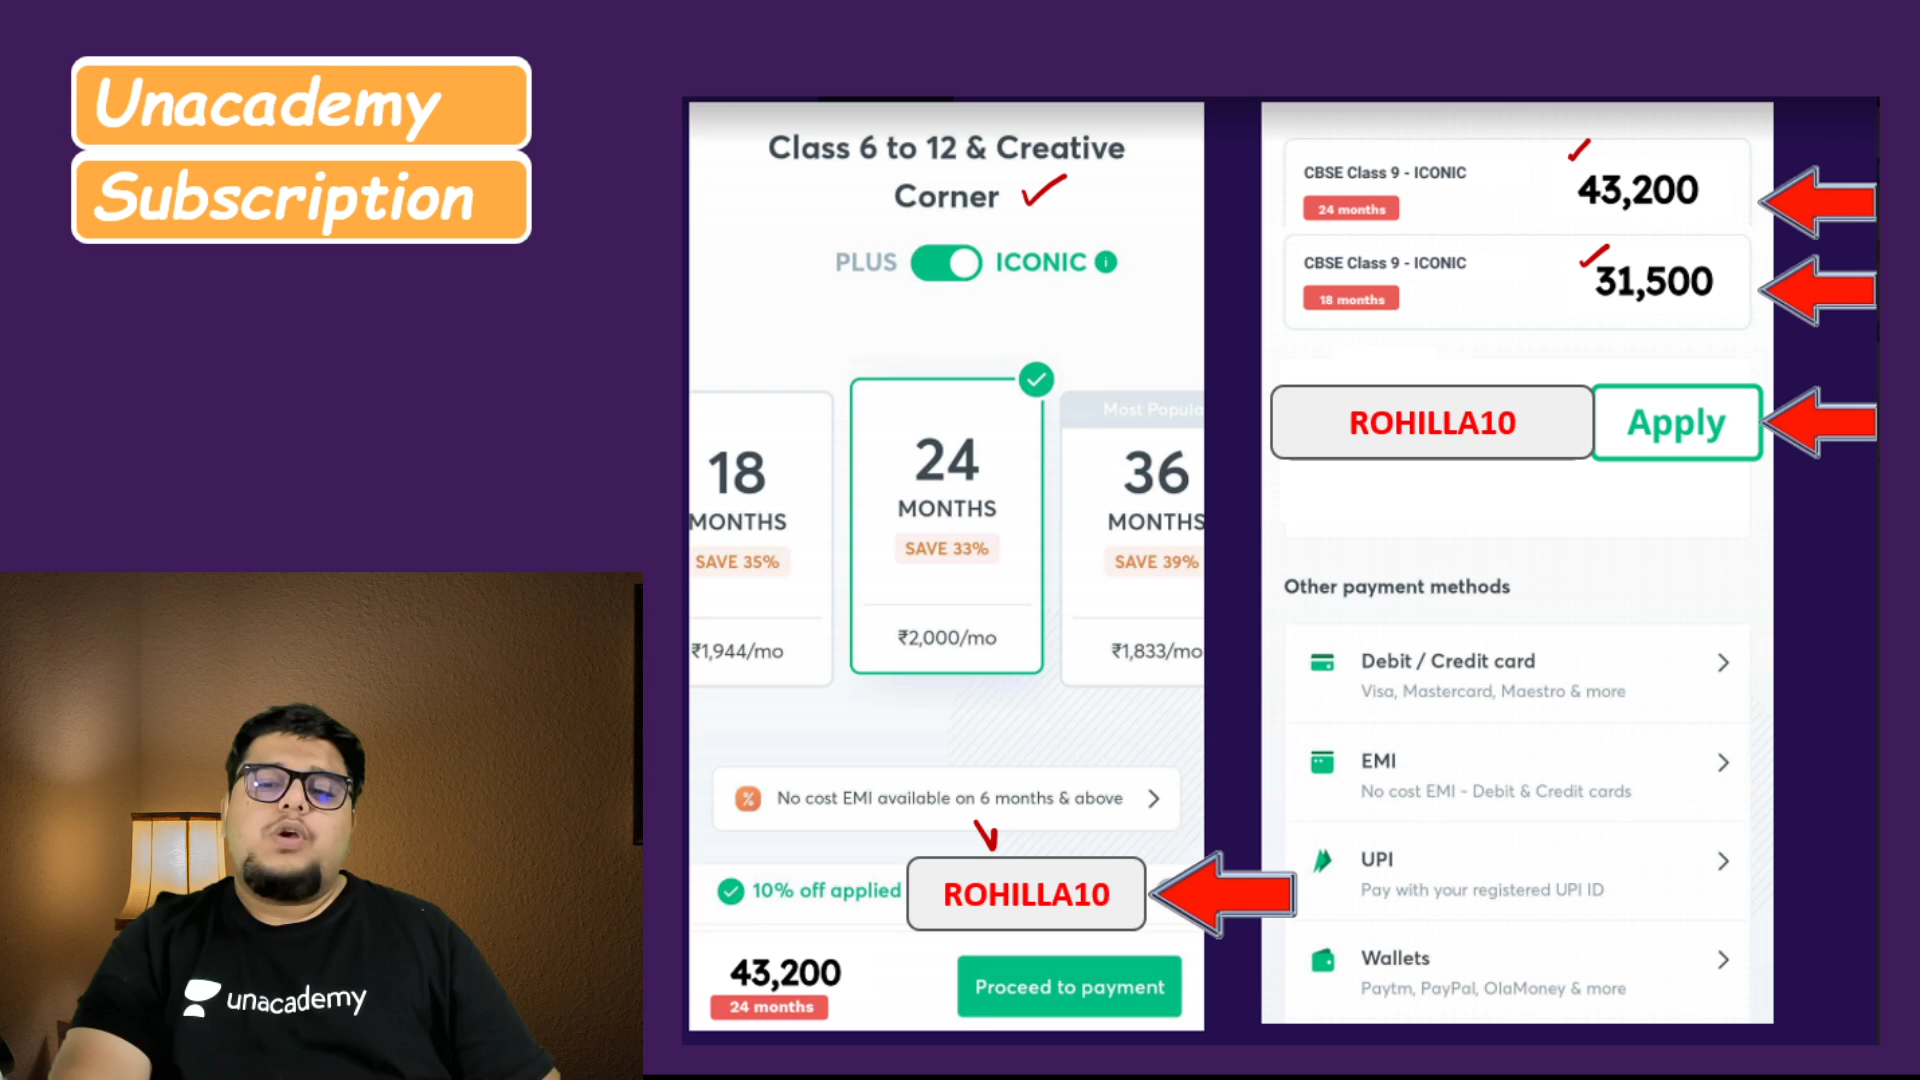 Unacademy
Subscription
Class 6 to 12 & Creative
Corner
PLUS ICONIC
18
MONTHS
SAVE 35%
₹1,944/mo
24
MONTHS
SAVE 33%
₹2,000/mo
Most Popula
36
MONTHS
SAVE 39%
₹1,833/mo
No cost EMI available on 6 months & above
10% off applied
ROHILLA10
43,200
24 months
Proceed to payment
CBSE Class 9 - ICONIC
24 months
43,200
CBSE Class 9 - ICONIC
18 months
31,500
ROHILLA10
Apply
Other payment methods
Debit / Credit card
Visa, Mastercard, Maestro & more
EMI
No cost EMI - Debit & Credit cards
UPI
Pay with your registered UPI ID
Wallets
Paytm, PayPal, OlaMoney & more
unacademy